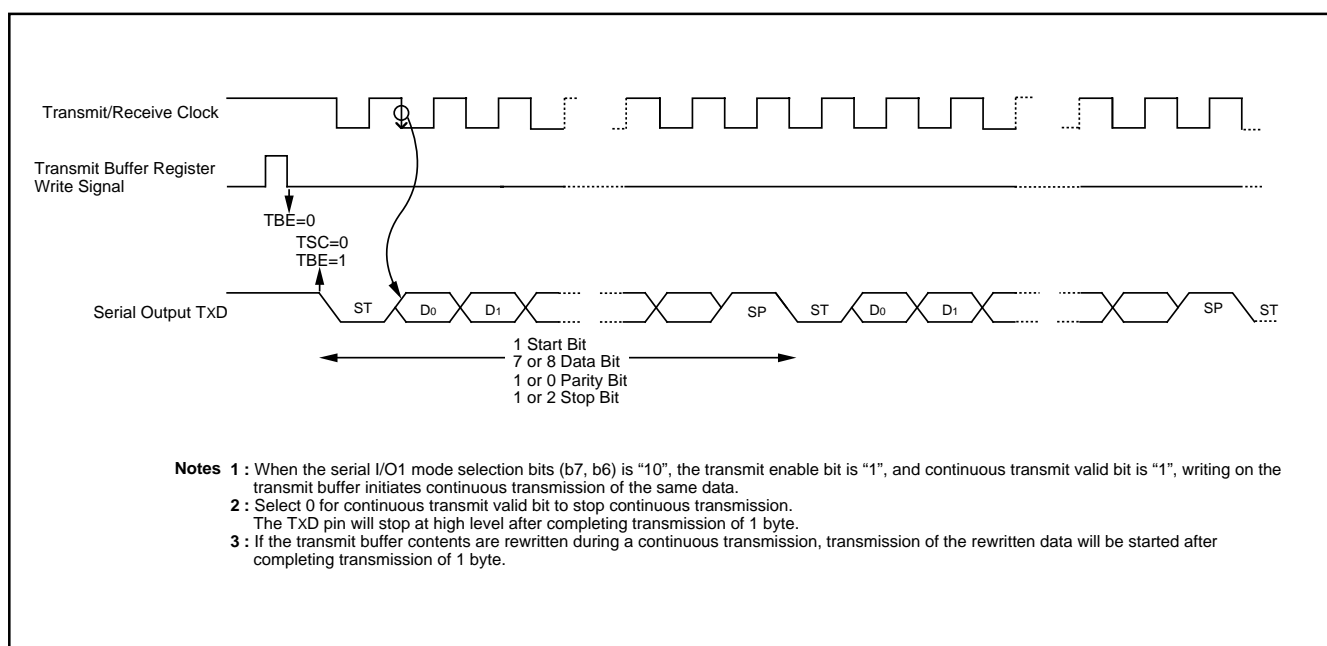 Transmit/Receive Clock
Transmit Buffer Register
Write Signal
TBE=0
TSC=0
TBE=1
Serial Output TXD
ST
D0
D1
SP
ST
D0
D1
SP
ST
1 Start Bit
7 or 8 Data Bit
1 or 0 Parity Bit
1 or 2 Stop Bit
Notes 1 : When the serial I/O1 mode selection bits (b7, b6) is “10”, the transmit enable bit is “1”, and continuous transmit valid bit is “1”, writing on the
transmit buffer initiates continuous transmission of the same data.
2 : Select 0 for continuous transmit valid bit to stop continuous transmission.
The TXD pin will stop at high level after completing transmission of 1 byte.
3 : If the transmit buffer contents are rewritten during a continuous transmission, transmission of the rewritten data will be started after
completing transmission of 1 byte.